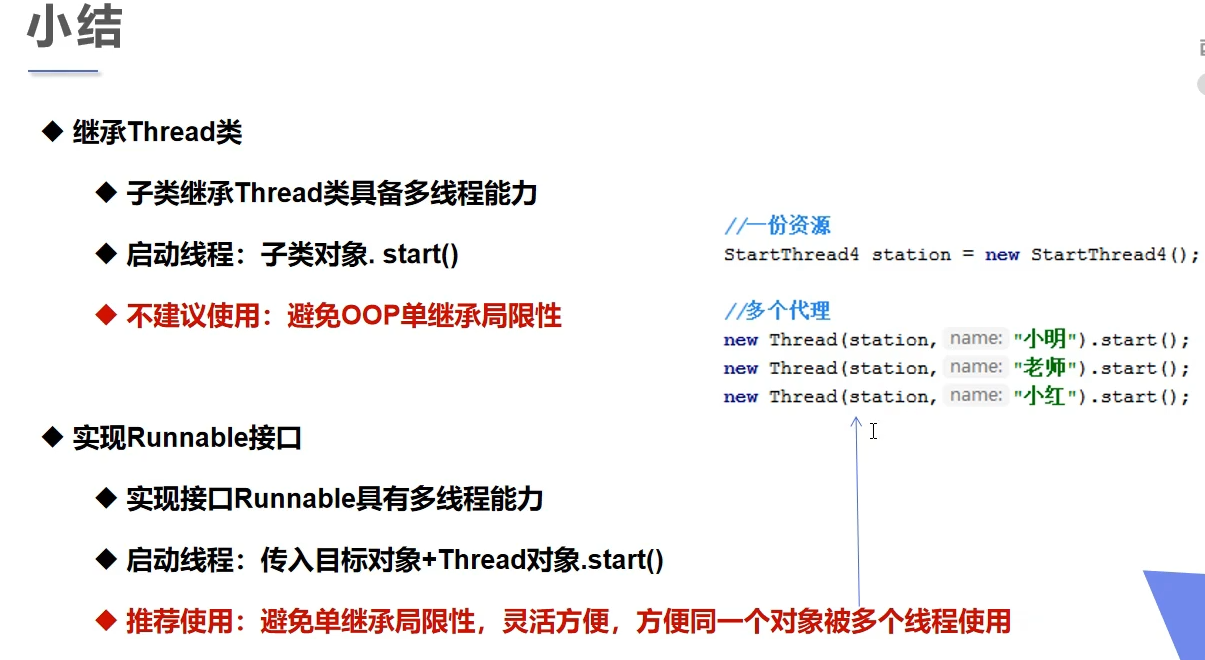 小结
◆ 继承Thread类
◆ 子类继承Thread类具备多线程能力
◆ 启动线程：子类对象. start()
◆ 不建议使用：避免OOP单继承局限性
◆ 实现Runnable接口
◆ 实现接口Runnable具有多线程能力
◆ 启动线程：传入目标对象+Thread对象.start()
◆ 推荐使用：避免单继承局限性，灵活方便，方便同一个对象被多个线程使用
//一份资源
StartThread4 station = new StartThread4();
//多个代理
new Thread(station, name: "小明").start();
new Thread(station, name: "老师").start();
new Thread(station, name: "小红").start();